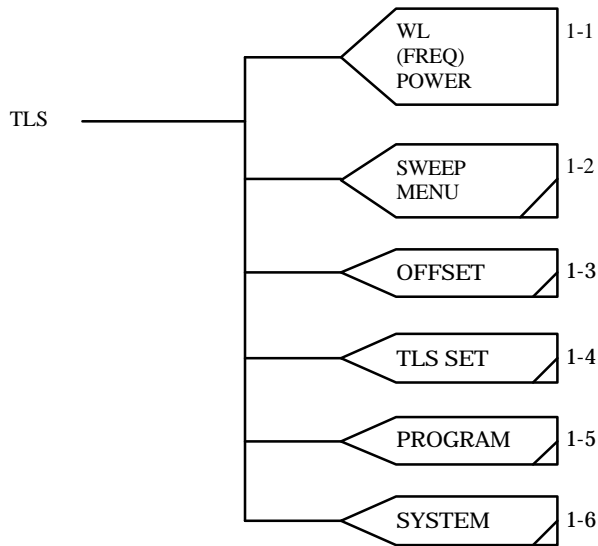 WL
(FREQ)
POWER
1-1
TLS
SWEEP
MENU
1-2
OFFSET
1-3
TLS SET
1-4
PROGRAM
1-5
SYSTEM
1-6